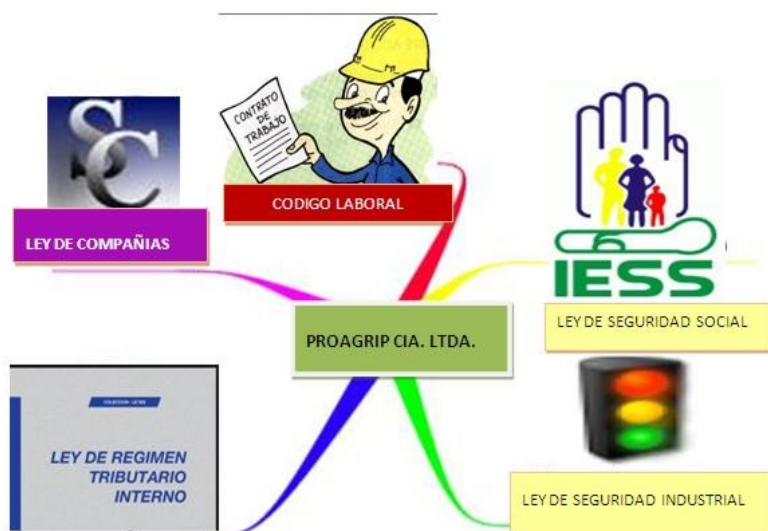 SC
CONTRATO
DE
TRABAJO
CODIGO LABORAL
LEY DE COMPAÑIAS
IESS
LEY DE SEGURIDAD SOCIAL
PROAGRIP CIA. LTDA.
LEY DE REGIMEN
TRIBUTARIO
INTERNO
LEY DE SEGURIDAD INDUSTRIAL